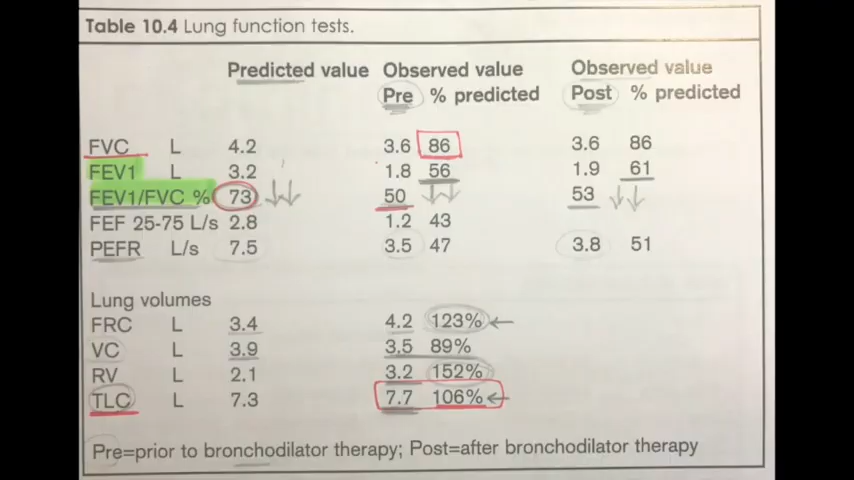 Table 10.4 Lung function tests.
Predicted value Observed value Observed value
Pre % predicted Post % predicted
FVC L 4.2 3.6 86 3.6 86
FEV1 L 3.2 1.8 56 1.9 61
FEV1/FVC % 73 50 53
FEF 25-75 L/s 2.8 1.2 43
PEFR L/s 7.5 3.5 47 3.8 51
Lung volumes
FRC L 3.4 4.2 123%
VC L 3.9 3.5 89%
RV L 2.1 3.2 152%
TLC L 7.3 7.7 106%
Pre=prior to bronchodilator therapy; Post=after bronchodilator therapy